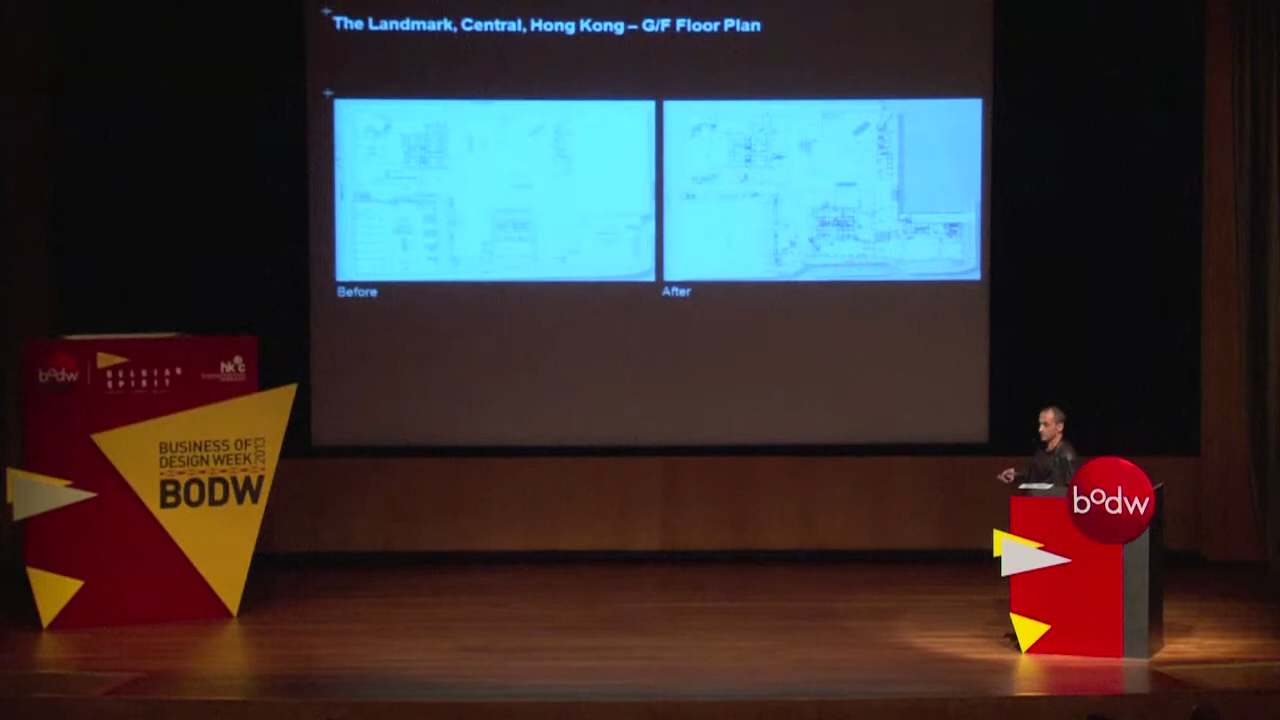 The Landmark, Central, Hong Kong – G/F Floor Plan
Before
After
bodw
BELGIAN
SPIRIT
hkdc
BUSINESS OF
DESIGN WEEK
2013
BODW
bodw